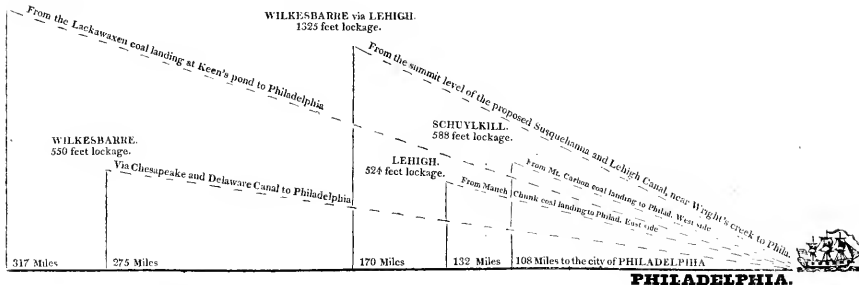 WILKESBARRE via LEHIGH.
1325 feet lockage.
From the Lackawaxen coal landing at Keen's pond to Philadelphia
From the summit level of the proposed Susquehanna and Lehigh Canal, near Wright's creek to Phila.
SCHUYLKILL.
588 feet lockage.
WILKESBARRE.
550 feet lockage.
LEHIGH.
524 feet lockage.
Via Chesapeake and Delaware Canal to Philadelphia
From Mt. Carbon coal landing to Philad. West side
From Mauch Chunk coal landing to Philad. East side
317 Miles
275 Miles
170 Miles
132 Miles
108 Miles to the city of PHILADELPHIA
PHILADELPHIA.